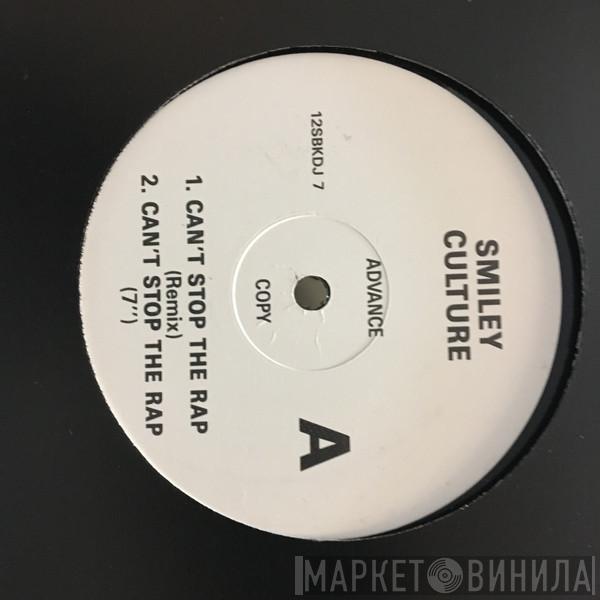 SMILEY
CULTURE
ADVANCE
COPY
12SBKDJ 7
A
1. CAN'T STOP THE RAP
(Remix)
2. CAN'T STOP THE RAP
(7")
МАРКЕТ ВИНИЛА